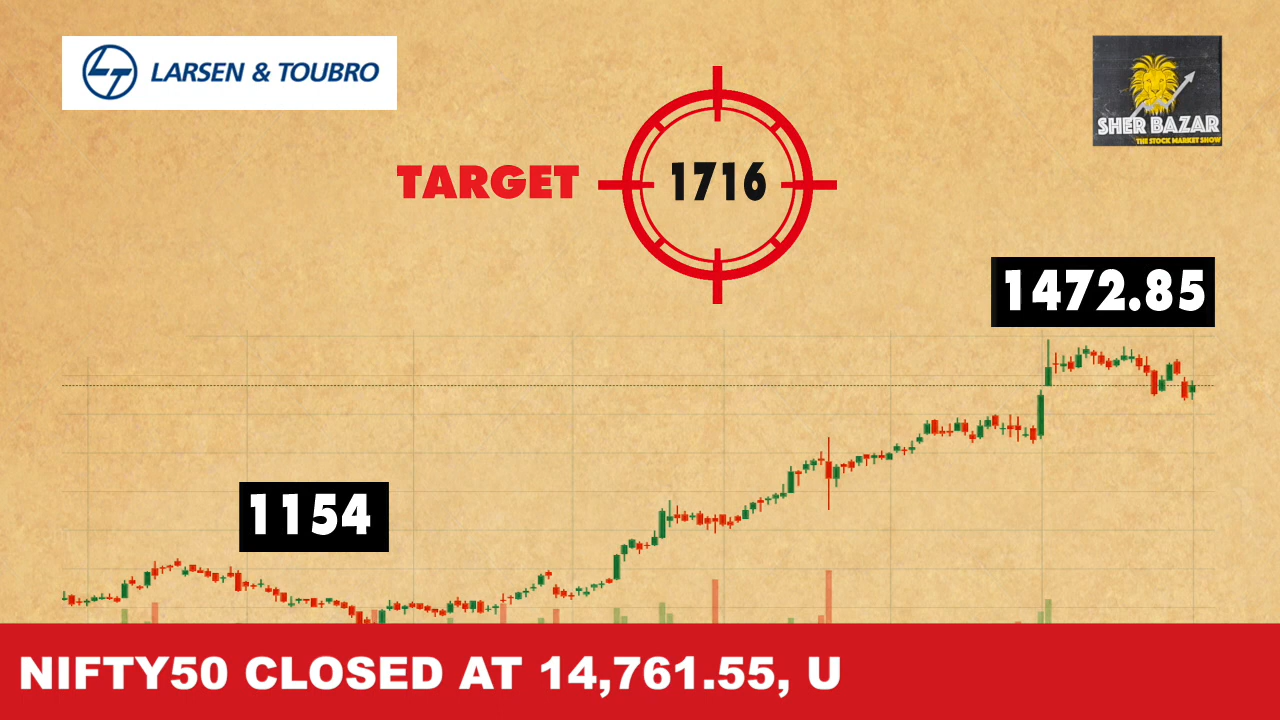 LARSEN & TOUBRO
SHER BAZAR
THE STOCK MARKET SHOW
TARGET
1716
1472.85
1154
NIFTY50 CLOSED AT 14,761.55, U